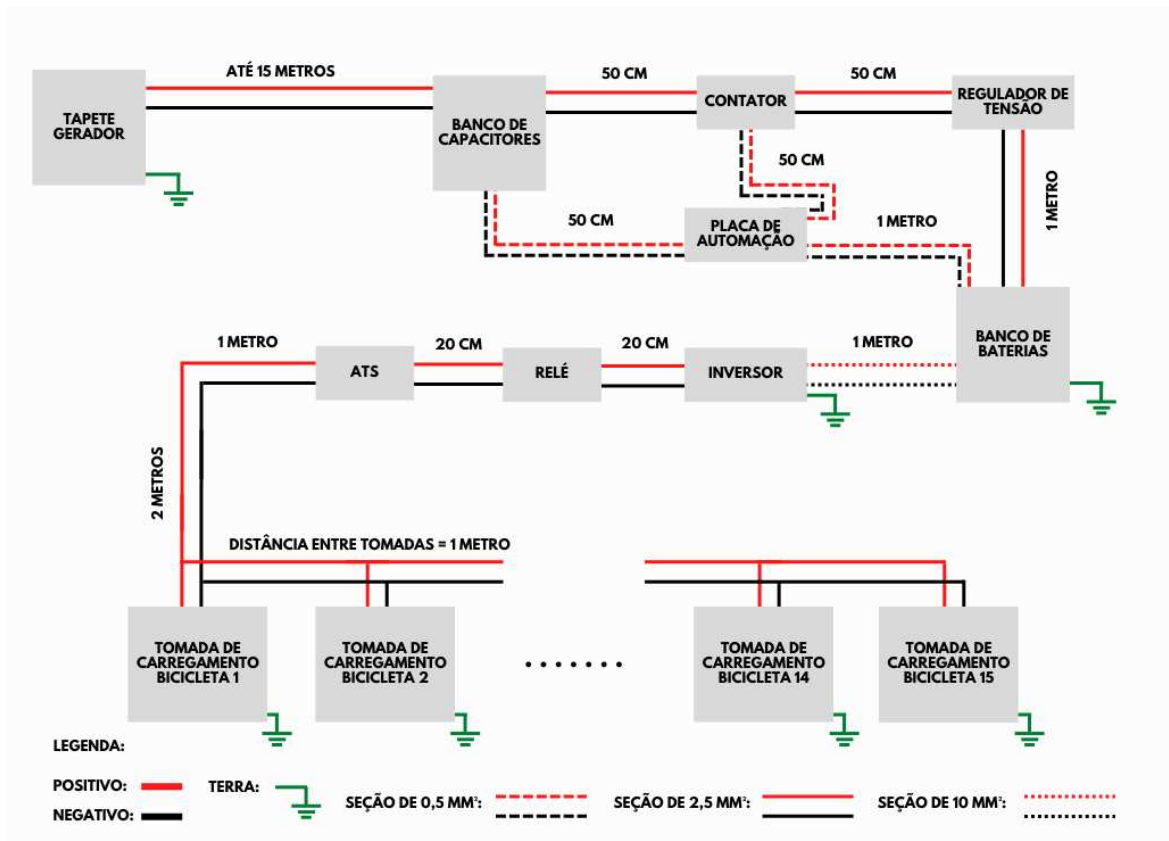 ATÉ 15 METROS
50 CM
50 CM
TAPETE
GERADOR
BANCO DE
CAPACITORES
CONTATOR
REGULADOR DE
TENSÃO
50 CM
50 CM
PLACA DE
AUTOMAÇÃO
1 METRO
1 METRO
1 METRO
20 CM
20 CM
1 METRO
BANCO DE
BATERIAS
ATS
RELÉ
INVERSOR
2 METROS
DISTÂNCIA ENTRE TOMADAS = 1 METRO
TOMADA DE
CARREGAMENTO
BICICLETA 1
TOMADA DE
CARREGAMENTO
BICICLETA 2
.......
TOMADA DE
CARREGAMENTO
BICICLETA 14
TOMADA DE
CARREGAMENTO
BICICLETA 15
LEGENDA:
POSITIVO:
TERRA:
NEGATIVO:
SEÇÃO DE 0,5 MM²:
SEÇÃO DE 2,5 MM²:
SEÇÃO DE 10 MM²: